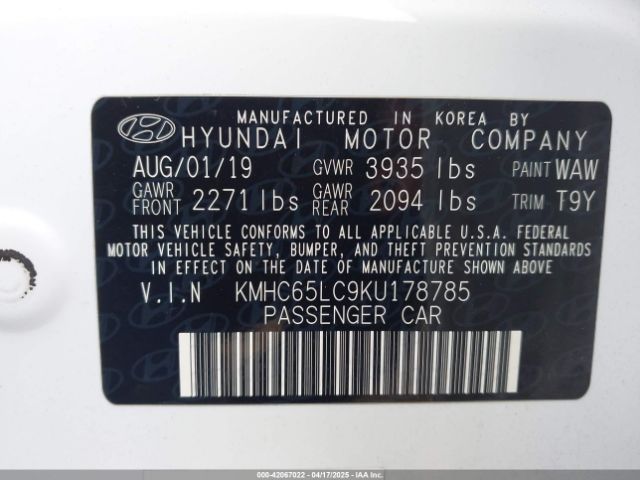 MANUFACTURED IN KOREA BY
HYUNDAI MOTOR COMPANY
AUG/01/19 GVWR 3935 lbs PAINT WAW
GAWR FRONT 2271 lbs GAWR REAR 2094 lbs TRIM T9Y
THIS VEHICLE CONFORMS TO ALL APPLICABLE U.S.A. FEDERAL
MOTOR VEHICLE SAFETY, BUMPER, AND THEFT PREVENTION STANDARDS
IN EFFECT ON THE DATE OF MANUFACTURE SHOWN ABOVE
V.I.N KMHC65LC9KU178785
PASSENGER CAR
000-42067022 - 04/17/2025 - IAAI.COM